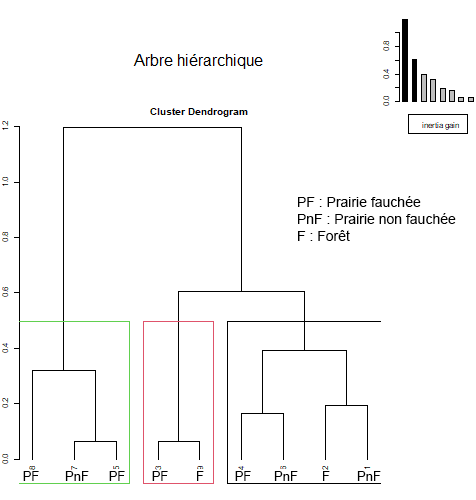 Arbre hiérarchique
0.0 0.4 0.8
inertia gain
Cluster Dendrogram
0.0 0.2 0.4 0.6 0.8 1.0 1.2
PF : Prairie fauchée
PnF : Prairie non fauchée
F : Forêt
8 7 5 3 9 4 6 2 1
PF PnF PF PF F PF PnF F PnF